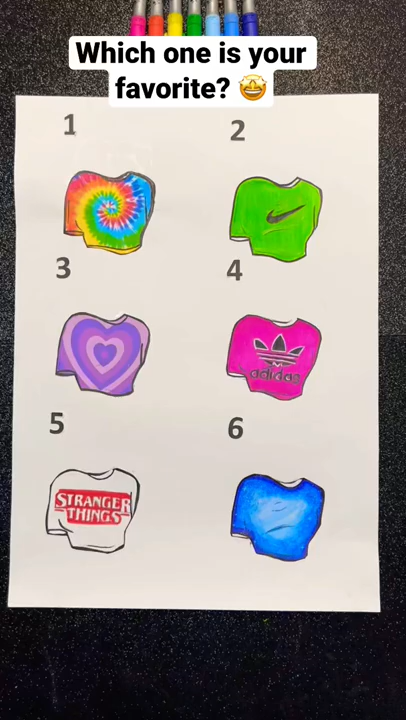 Which one is your
favorite? 🤩
1
2
3
4
adidas
5
6
STRANGER
THINGS